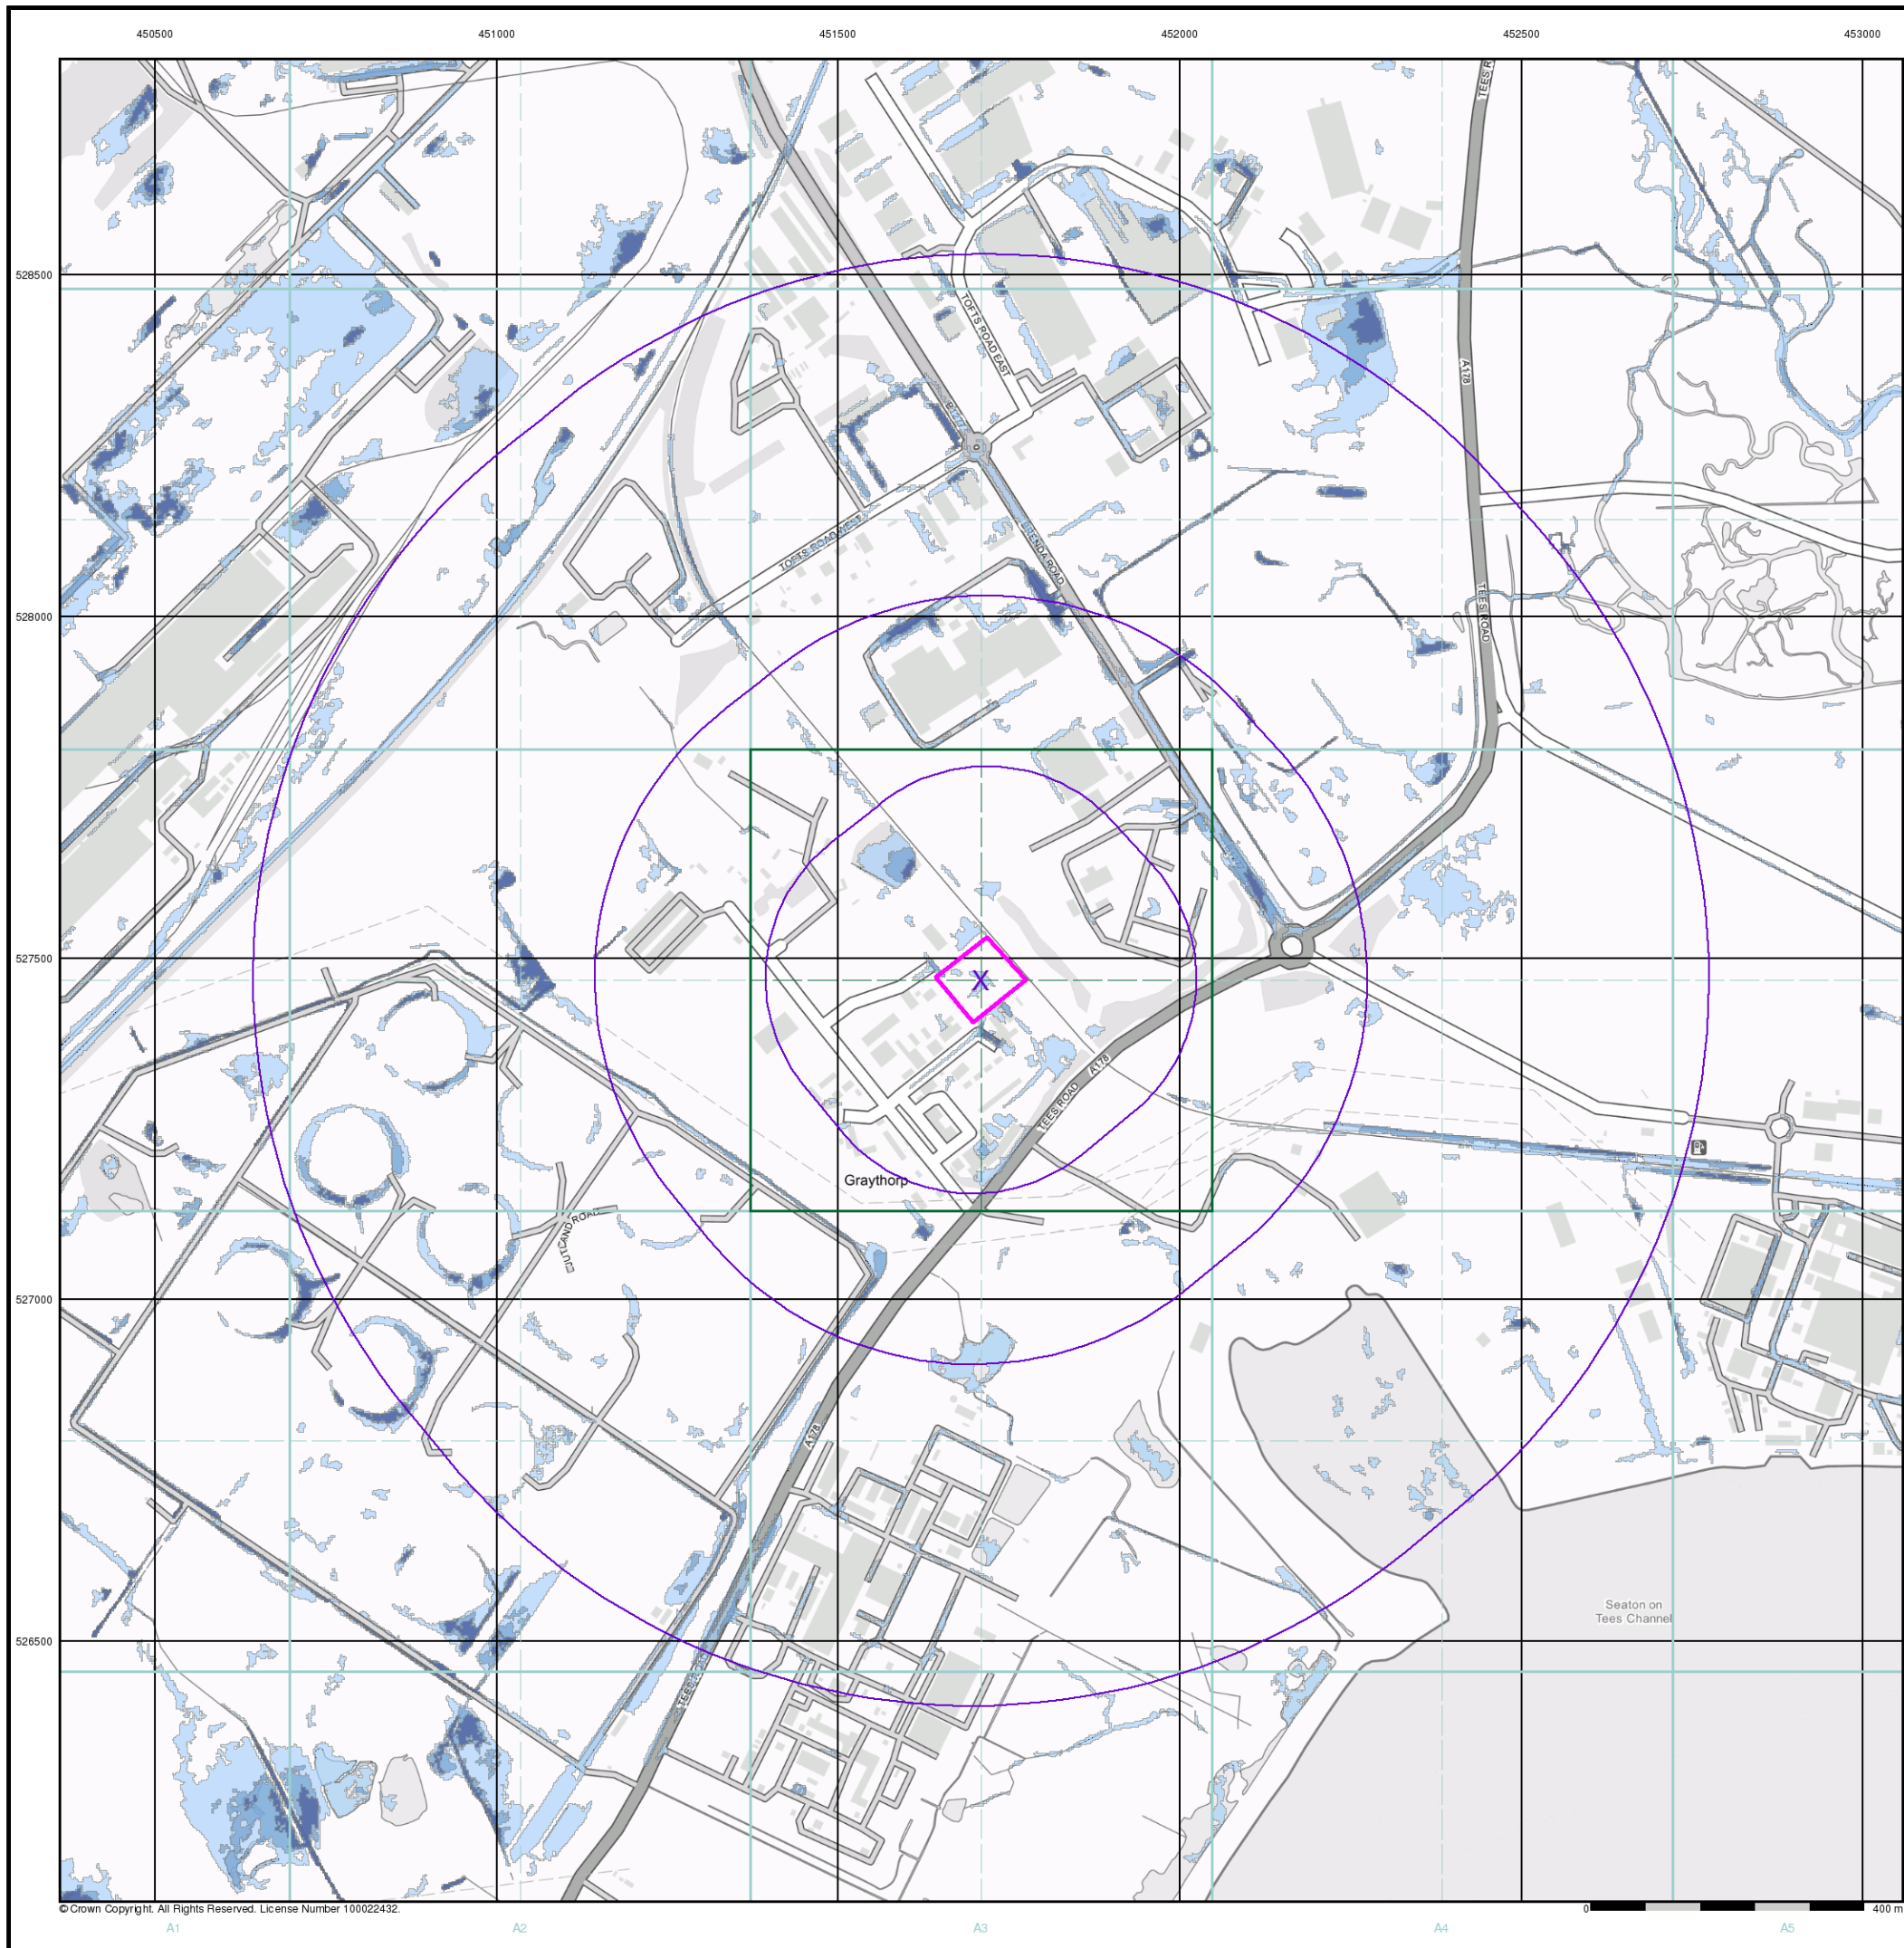 450500 451000 451500 452000 452500 453000
TEES R
528500
TOFTS ROAD EAST
A178
TOFTS ROAD WEST
BRENDA ROAD
528000
TEES ROAD
527500
X
A178
TEES ROAD
Graythorp
JUTLAND ROAD
527000
A178
526500
Seaton on
Tees Channel
TEES R
© Crown Copyright. All Rights Reserved. License Number 100022432.
0 400 m
A1 A2 A3 A4 A5